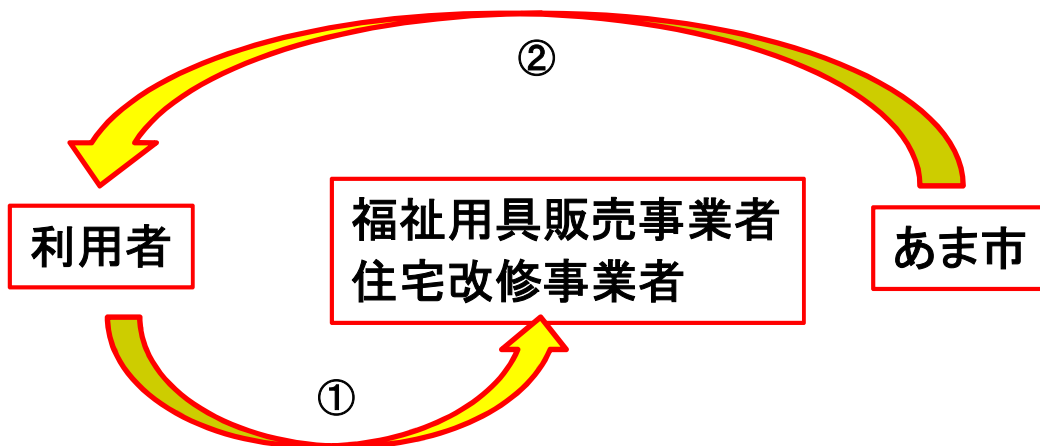 ②
利用者
福祉用具販売事業者
住宅改修事業者
あま市
①